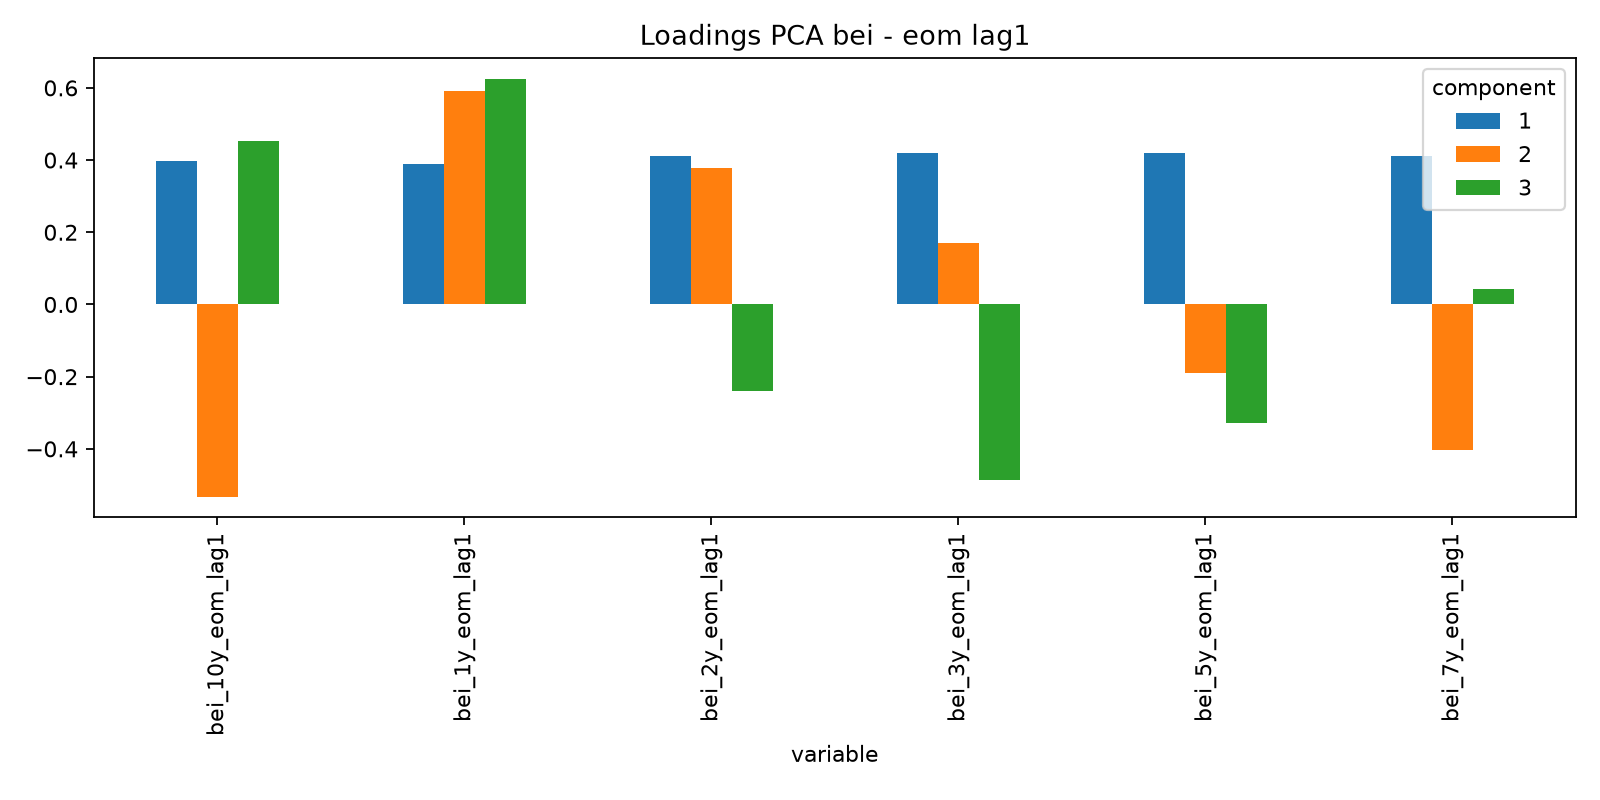 Loadings PCA bei - eom lag1
component
1
2
3
0.6
0.4
0.2
0.0
−0.2
−0.4
bei_10y_eom_lag1
bei_1y_eom_lag1
bei_2y_eom_lag1
bei_3y_eom_lag1
bei_5y_eom_lag1
bei_7y_eom_lag1
variable